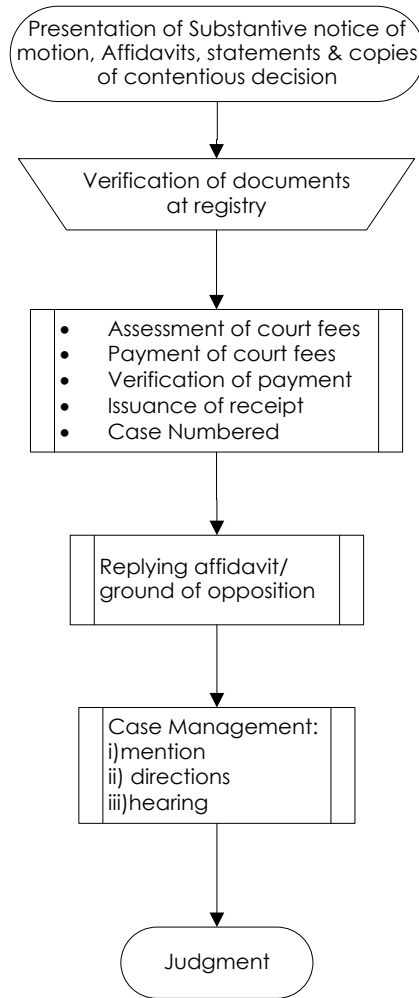 Presentation of Substantive notice of
motion, Affidavits, statements & copies
of contentious decision
Verification of documents
at registry
• Assessment of court fees
• Payment of court fees
• Verification of payment
• Issuance of receipt
• Case Numbered
Replying affidavit/
ground of opposition
Case Management:
i)mention
ii) directions
iii)hearing
Judgment